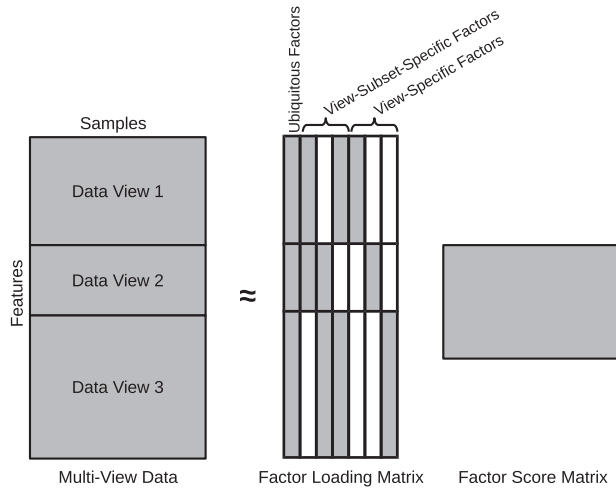 Ubiquitous Factors
View-Subset-Specific Factors
View-Specific Factors
Samples
Features
Data View 1
Data View 2
Data View 3
≈
Multi-View Data
Factor Loading Matrix
Factor Score Matrix